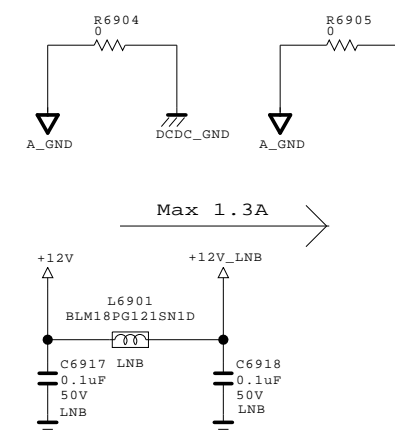 R6904
0
R6905
0
A_GND
DCDC_GND
A_GND
Max 1.3A
+12V
+12V_LNB
L6901
BLM18PG121SN1D
LNB
C6917
0.1uF
50V
LNB
C6918
0.1uF
50V
LNB